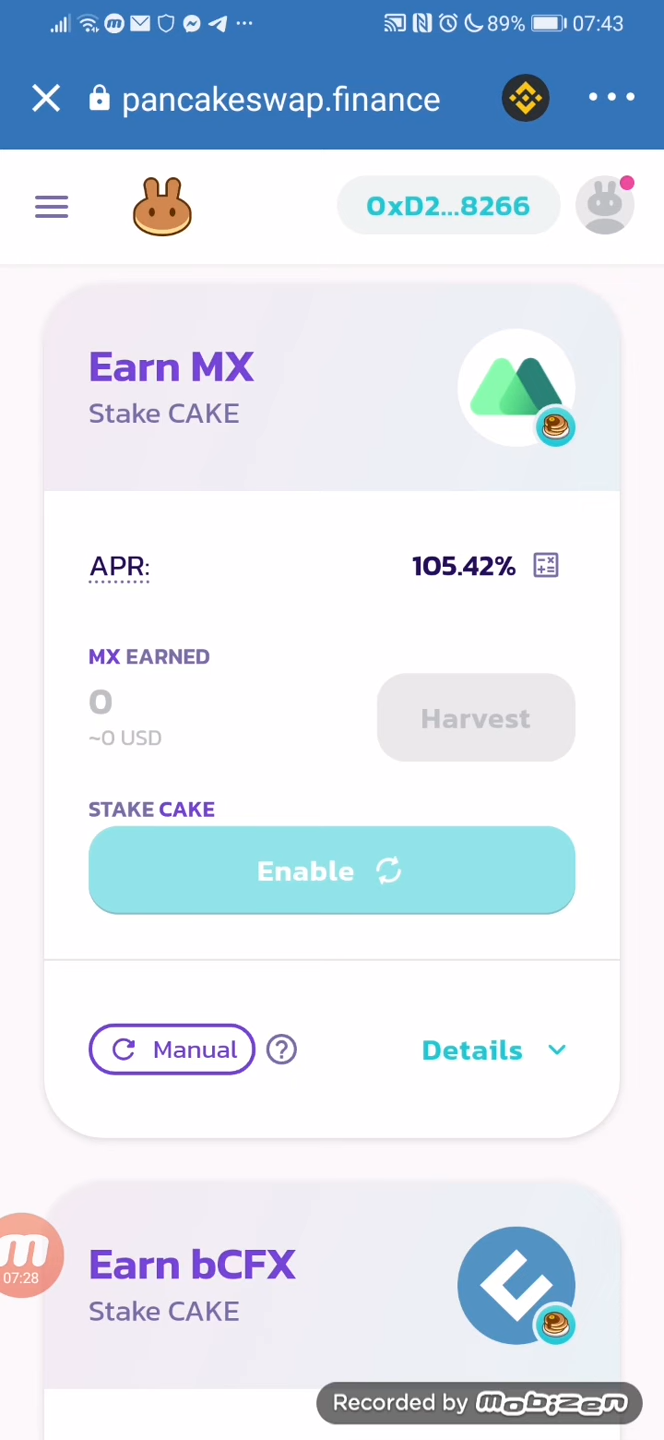 89% 07:43
pancakeswap.finance
0xD2...8266
Earn MX
Stake CAKE
APR: 105.42%
MX EARNED
0
~0 USD
Harvest
STAKE CAKE
Enable
Manual
Details
Earn bCFX
Stake CAKE
07:28
Recorded by mobizen